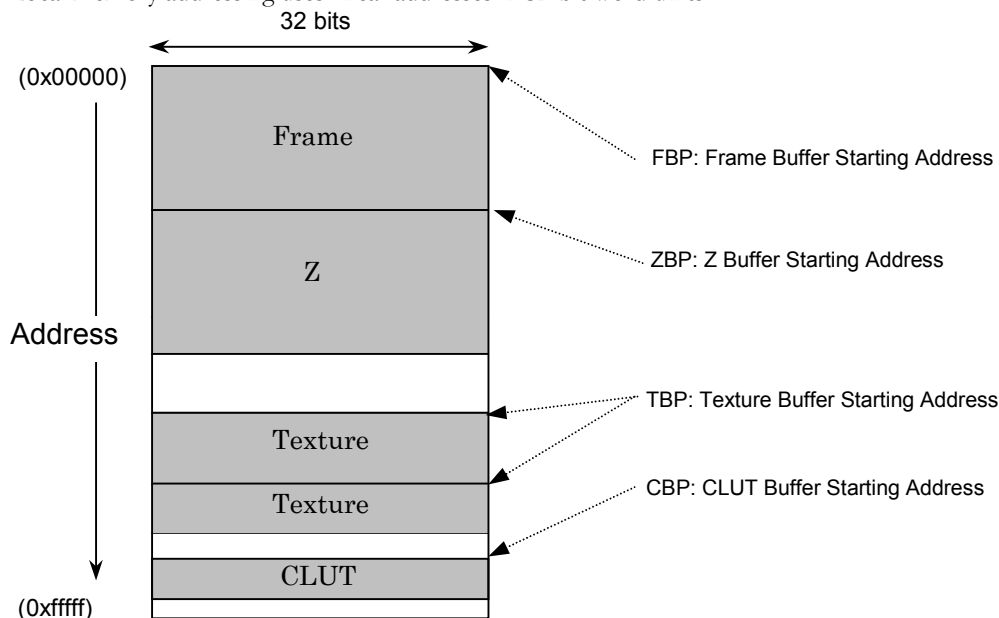 32 bits
(0x00000)
Frame
FBP: Frame Buffer Starting Address
Z
ZBP: Z Buffer Starting Address
Address
TBP: Texture Buffer Starting Address
Texture
CBP: CLUT Buffer Starting Address
Texture
CLUT
(0xfffff)